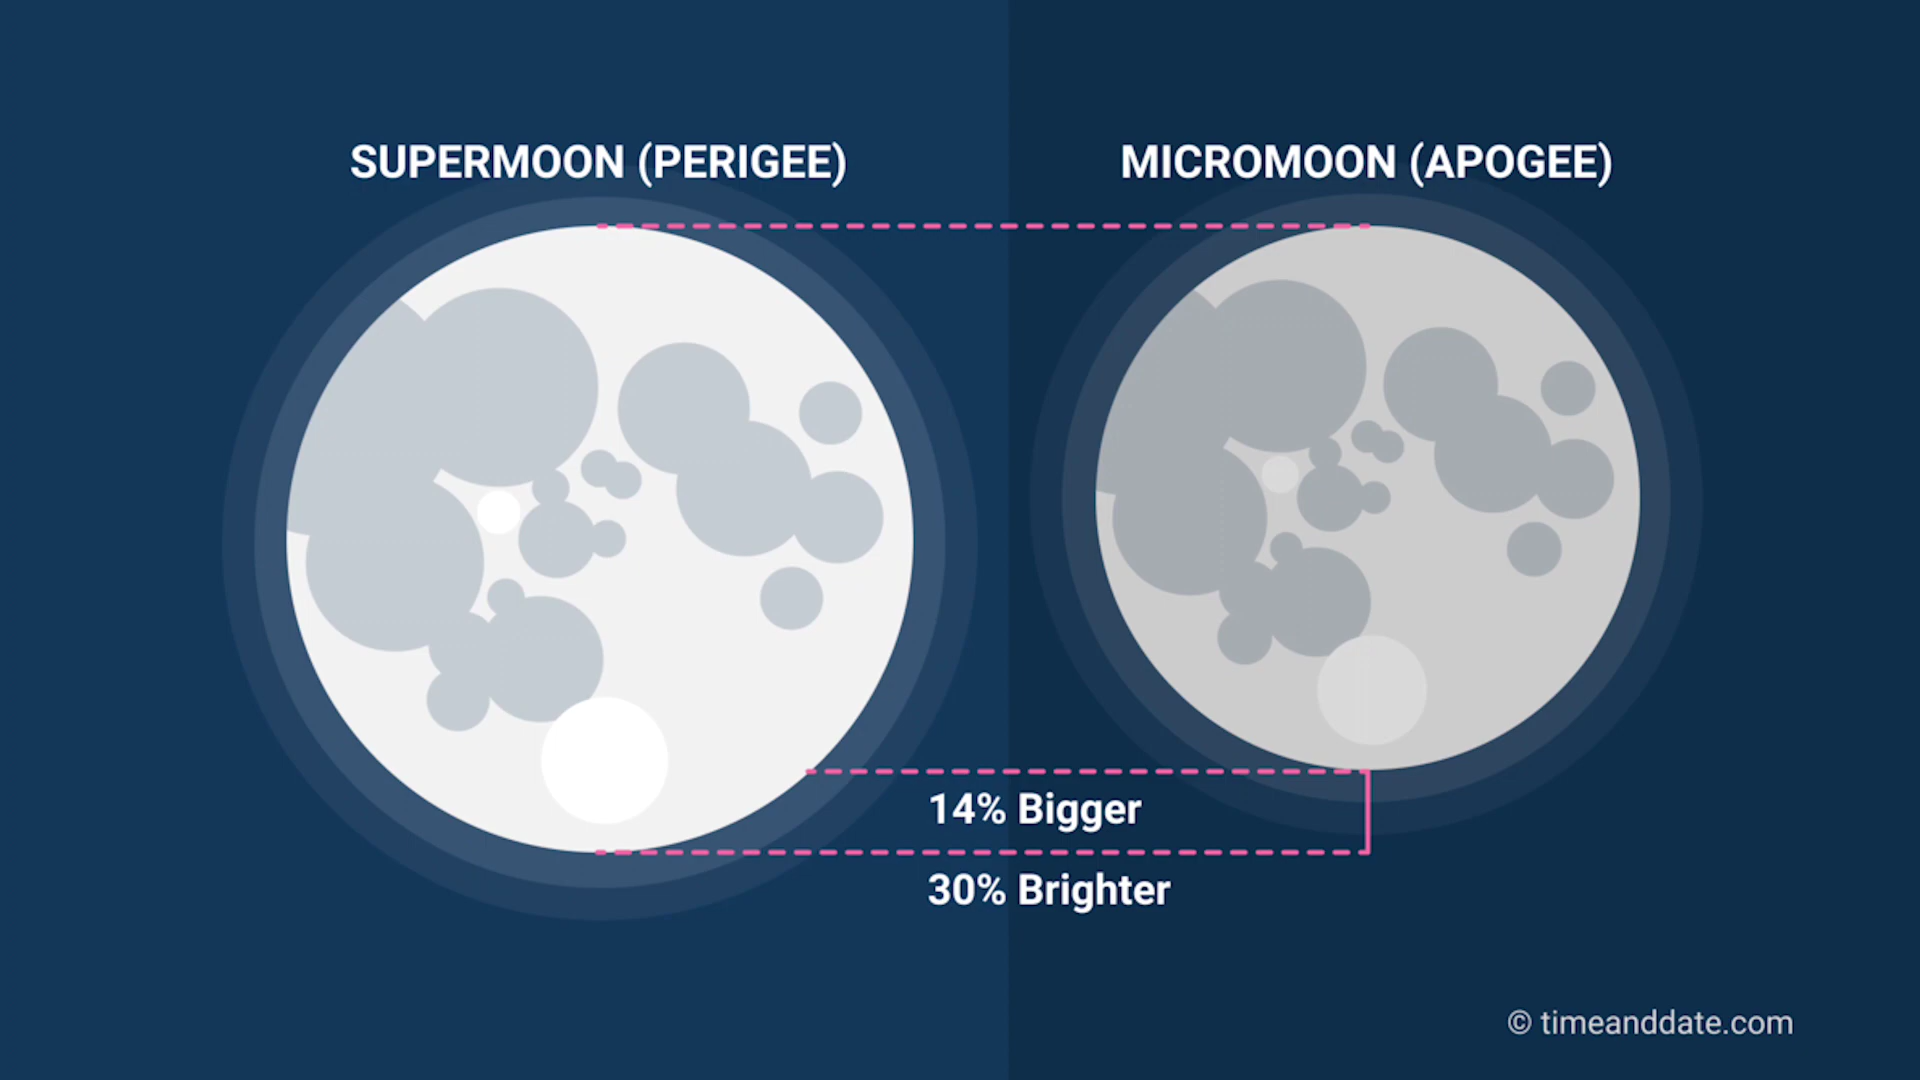 SUPERMOON (PERIGEE)
MICROMOON (APOGEE)
14% Bigger
30% Brighter
© timeanddate.com